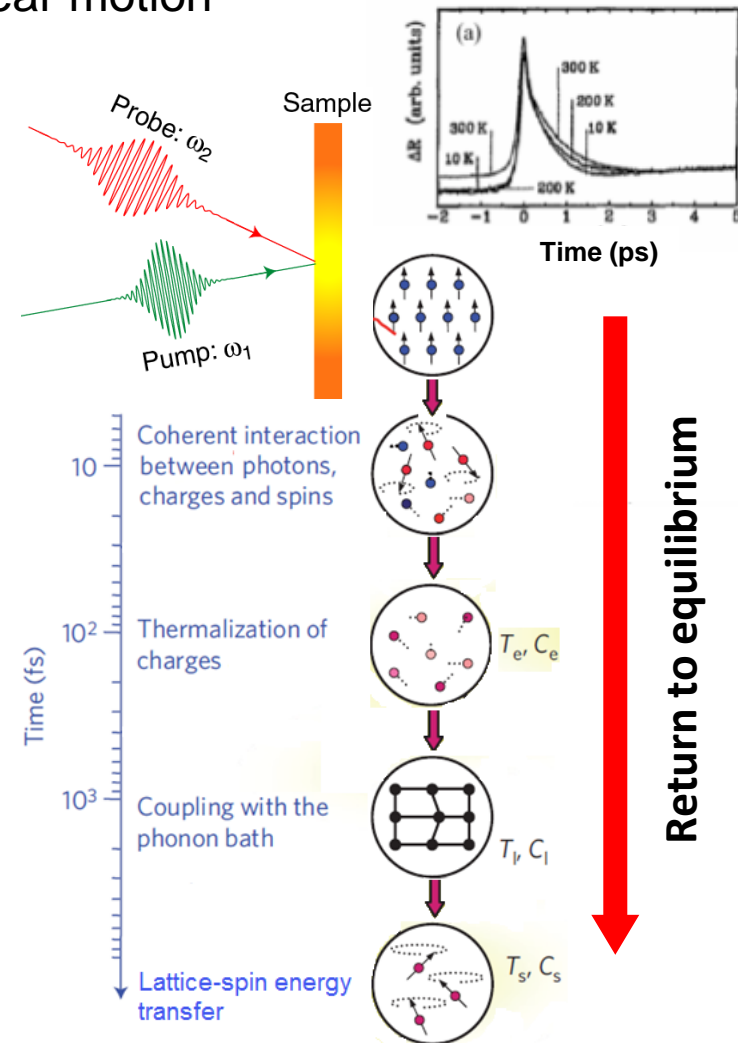 ear motion
(a)
ΔR (arb. units)
300 K
200 K
10 K
300 K
10 K
200 K
-2 -1 0 1 2 3 4 5
Time (ps)
Probe: ω2
Sample
Pump: ω1
Coherent interaction
between photons,
charges and spins
10
10²
Thermalization of
charges
Te, Ce
Time (fs)
10³
Coupling with the
phonon bath
Tl, Cl
Lattice-spin energy
transfer
Ts, Cs
Return to equilibrium